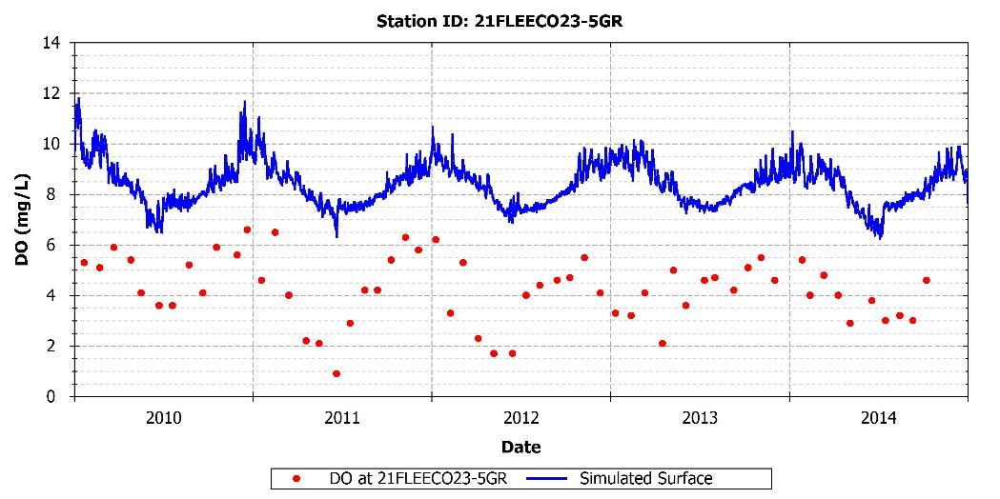 Station ID: 21FLEECO23-5GR
14
12
10
8
6
4
2
0
DO (mg/L)
2010 2011 2012 2013 2014
Date
DO at 21FLEECO23-5GR Simulated Surface